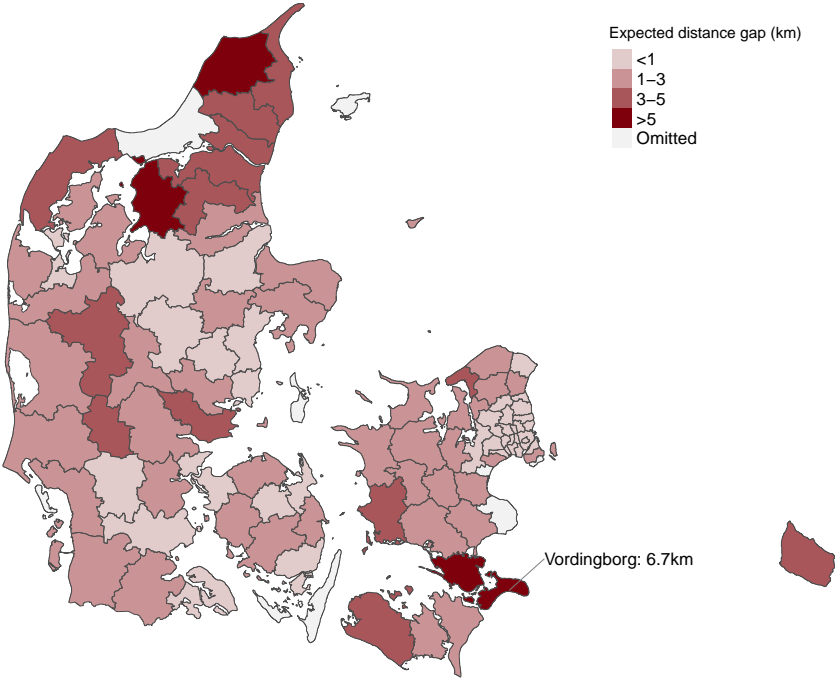 Expected distance gap (km)
<1
1–3
3–5
>5
Omitted
Vordingborg: 6.7km